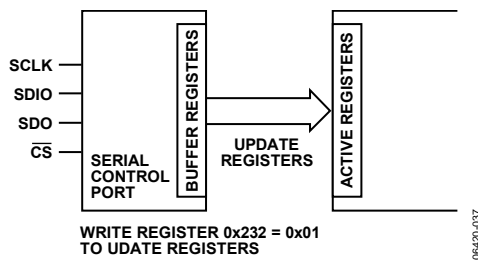 SCLK
SDIO
SDO
CS
SERIAL
CONTROL
PORT
BUFFER REGISTERS
UPDATE
REGISTERS
ACTIVE REGISTERS
WRITE REGISTER 0x232 = 0x01
TO UDATE REGISTERS
06420-037